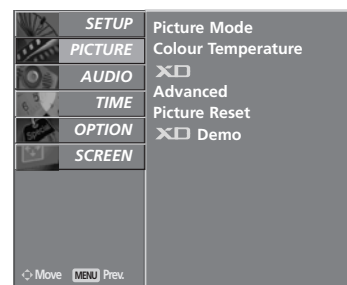 SETUP
PICTURE
AUDIO
TIME
OPTION
SCREEN
Move MENU Prev.
Picture Mode
Colour Temperature
XD
Advanced
Picture Reset
XD Demo